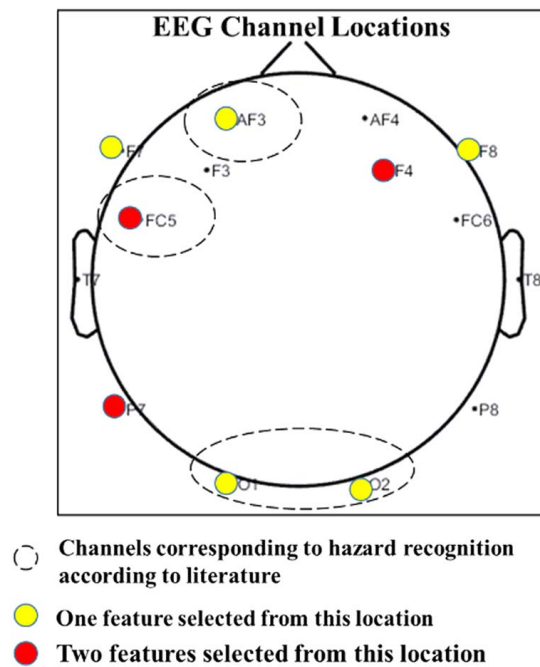 EEG Channel Locations
AF3
AF4
F7
F8
F3
F4
FC5
FC6
T7
T8
P7
P8
O1
O2
Channels corresponding to hazard recognition
according to literature
One feature selected from this location
Two features selected from this location